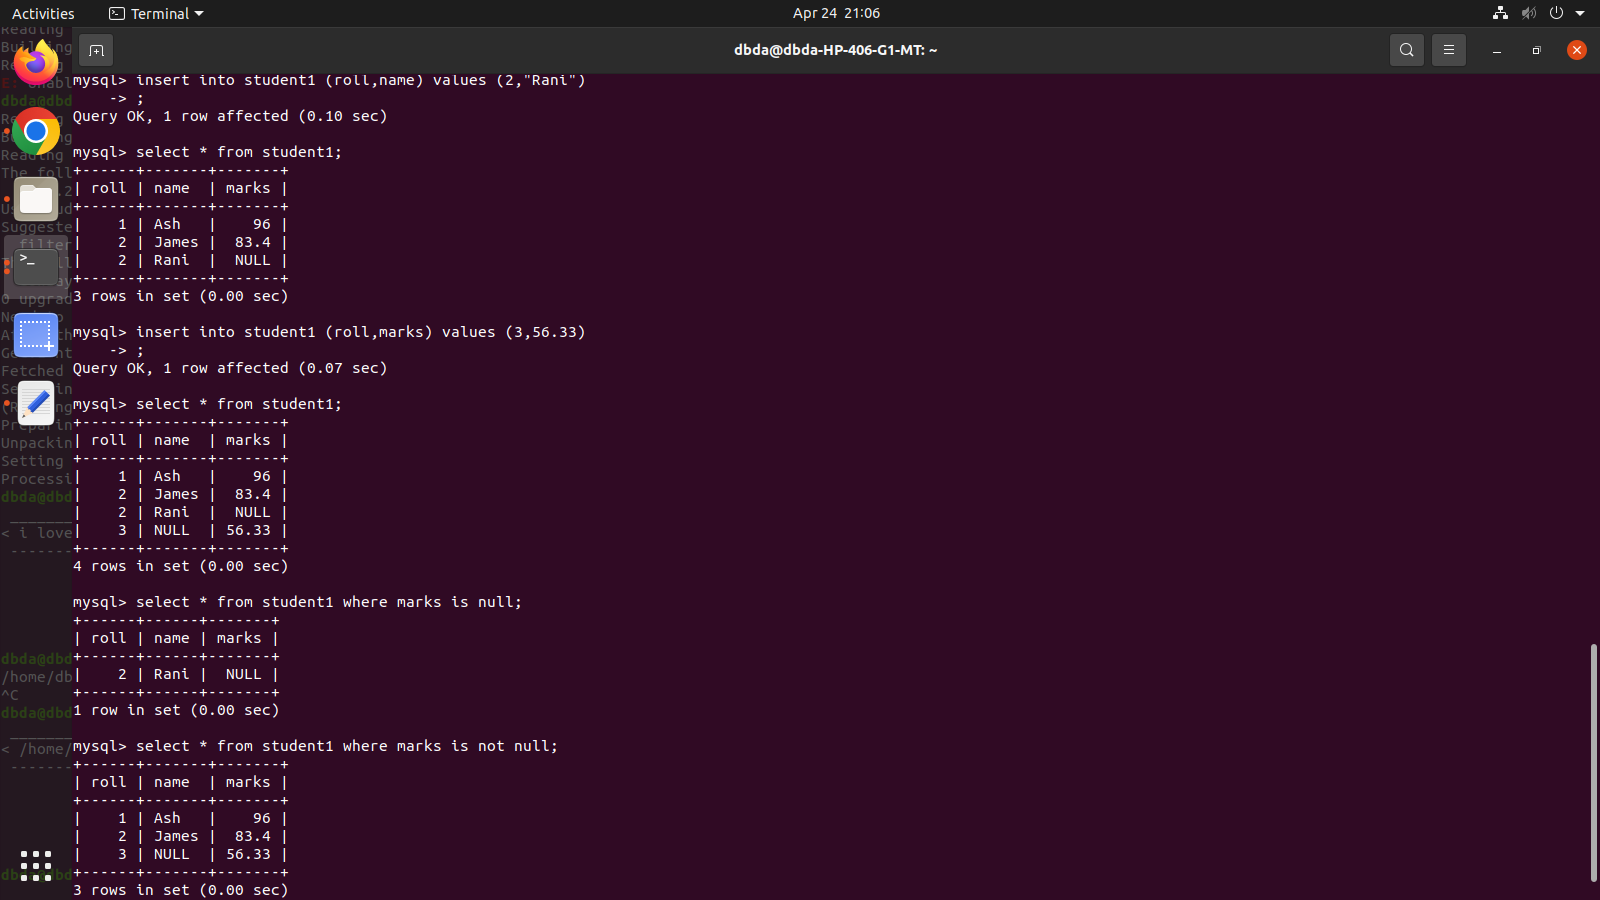 Activities Terminal Apr 24 21:06
dbda@dbda-HP-406-G1-MT: ~
mysql> insert into student1 (roll,name) values (2,"Rani")
    -> ;
Query OK, 1 row affected (0.10 sec)
mysql> select * from student1;
+------+-------+-------+
| roll | name  | marks |
+------+-------+-------+
|    1 | Ash   |    96 |
|    2 | James |  83.4 |
|    2 | Rani  |  NULL |
+------+-------+-------+
3 rows in set (0.00 sec)
mysql> insert into student1 (roll,marks) values (3,56.33)
    -> ;
Query OK, 1 row affected (0.07 sec)
mysql> select * from student1;
+------+-------+-------+
| roll | name  | marks |
+------+-------+-------+
|    1 | Ash   |    96 |
|    2 | James |  83.4 |
|    2 | Rani  |  NULL |
|    3 | NULL  | 56.33 |
+------+-------+-------+
4 rows in set (0.00 sec)
mysql> select * from student1 where marks is null;
+------+------+-------+
| roll | name | marks |
+------+------+-------+
|    2 | Rani |  NULL |
+------+------+-------+
1 row in set (0.00 sec)
mysql> select * from student1 where marks is not null;
+------+-------+-------+
| roll | name  | marks |
+------+-------+-------+
|    1 | Ash   |    96 |
|    2 | James |  83.4 |
|    3 | NULL  | 56.33 |
+------+-------+-------+
3 rows in set (0.00 sec)